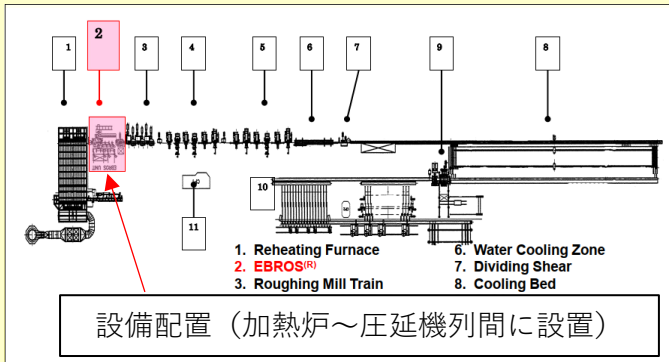 1
2
3
4
5
6
7
9
8
10
11
EBROS UNIT
1. Reheating Furnace
2. EBROS(R)
3. Roughing Mill Train
6. Water Cooling Zone
7. Dividing Shear
8. Cooling Bed
設備配置（加熱炉～圧延機列間に設置）